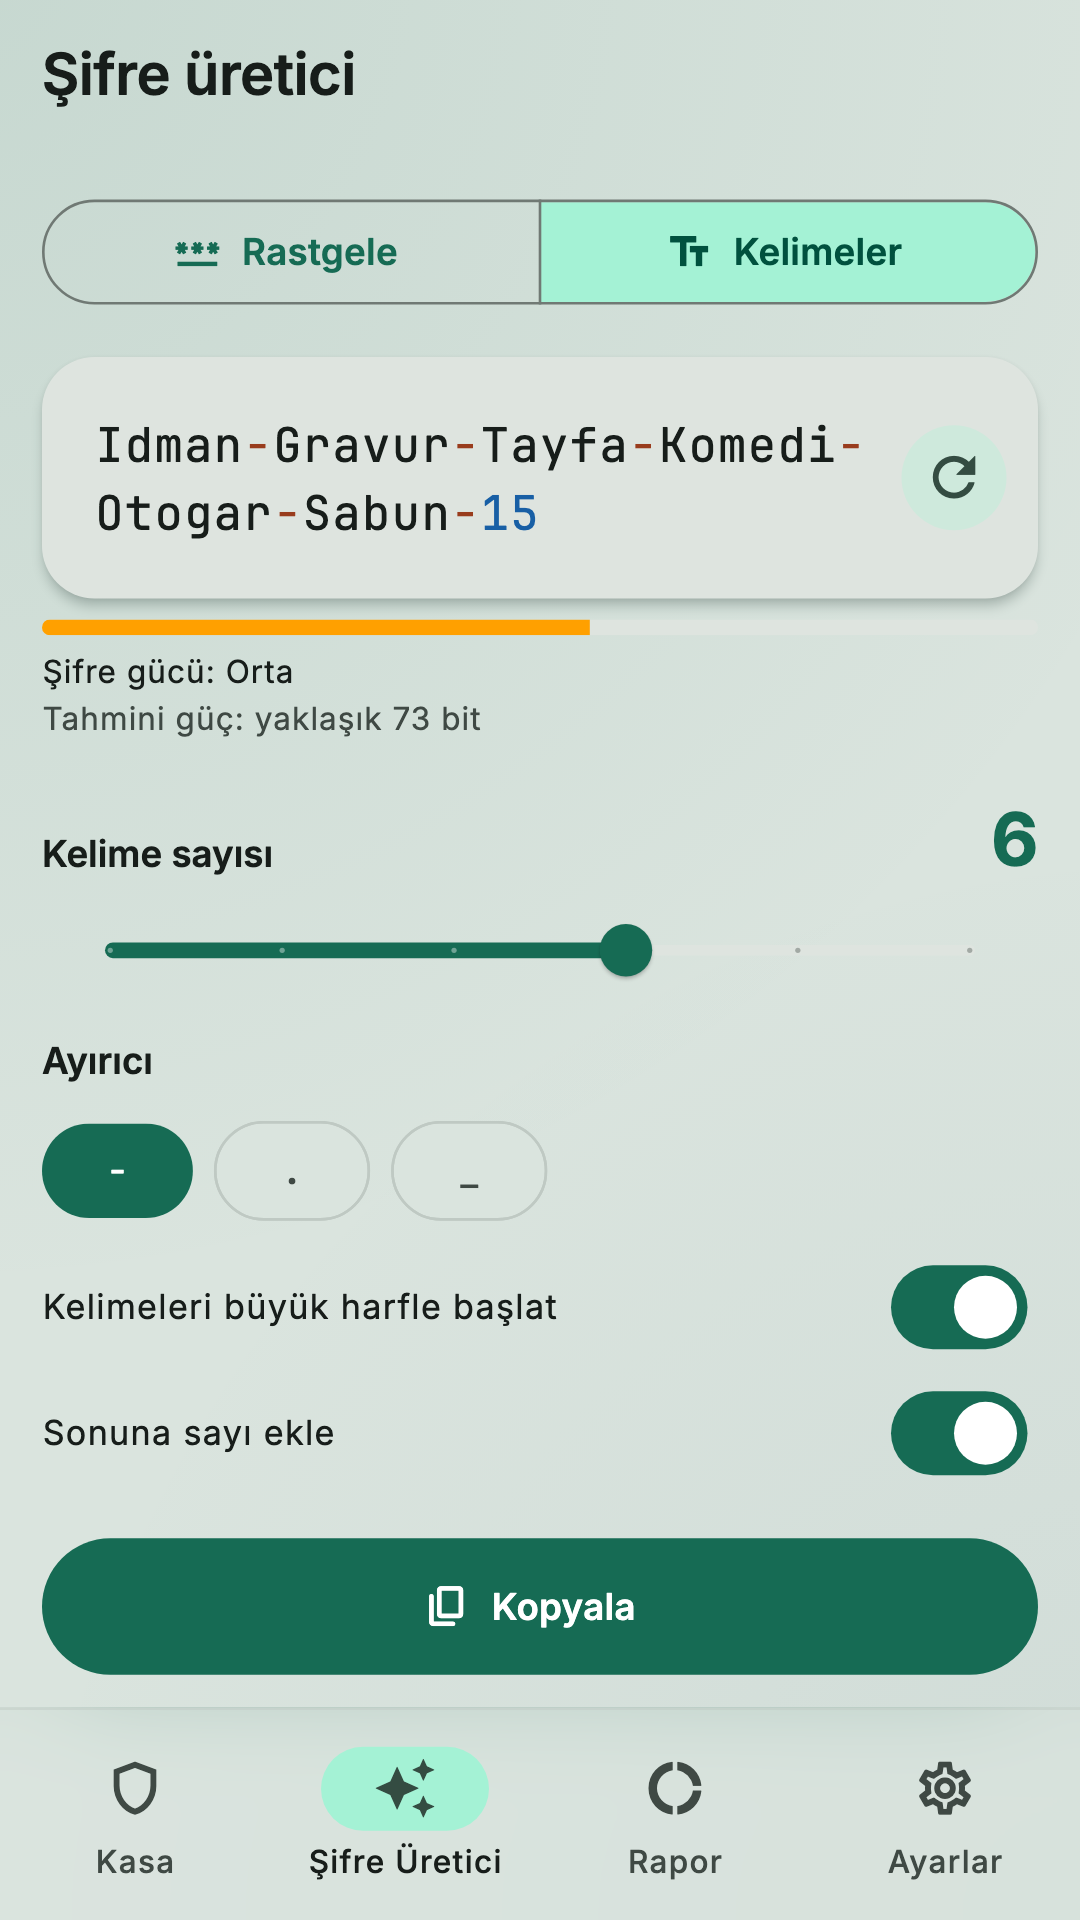 Şifre üretici
*** Rastgele
Tт Kelimeler
Idman-Gravur-Tayfa-Komedi-
Otogar-Sabun-15
Şifre gücü: Orta
Tahmini güç: yaklaşık 73 bit
Kelime sayısı
6
Ayırıcı
- . _
Kelimeleri büyük harfle başlat
Sonuna sayı ekle
Kopyala
Kasa
Şifre Üretici
Rapor
Ayarlar